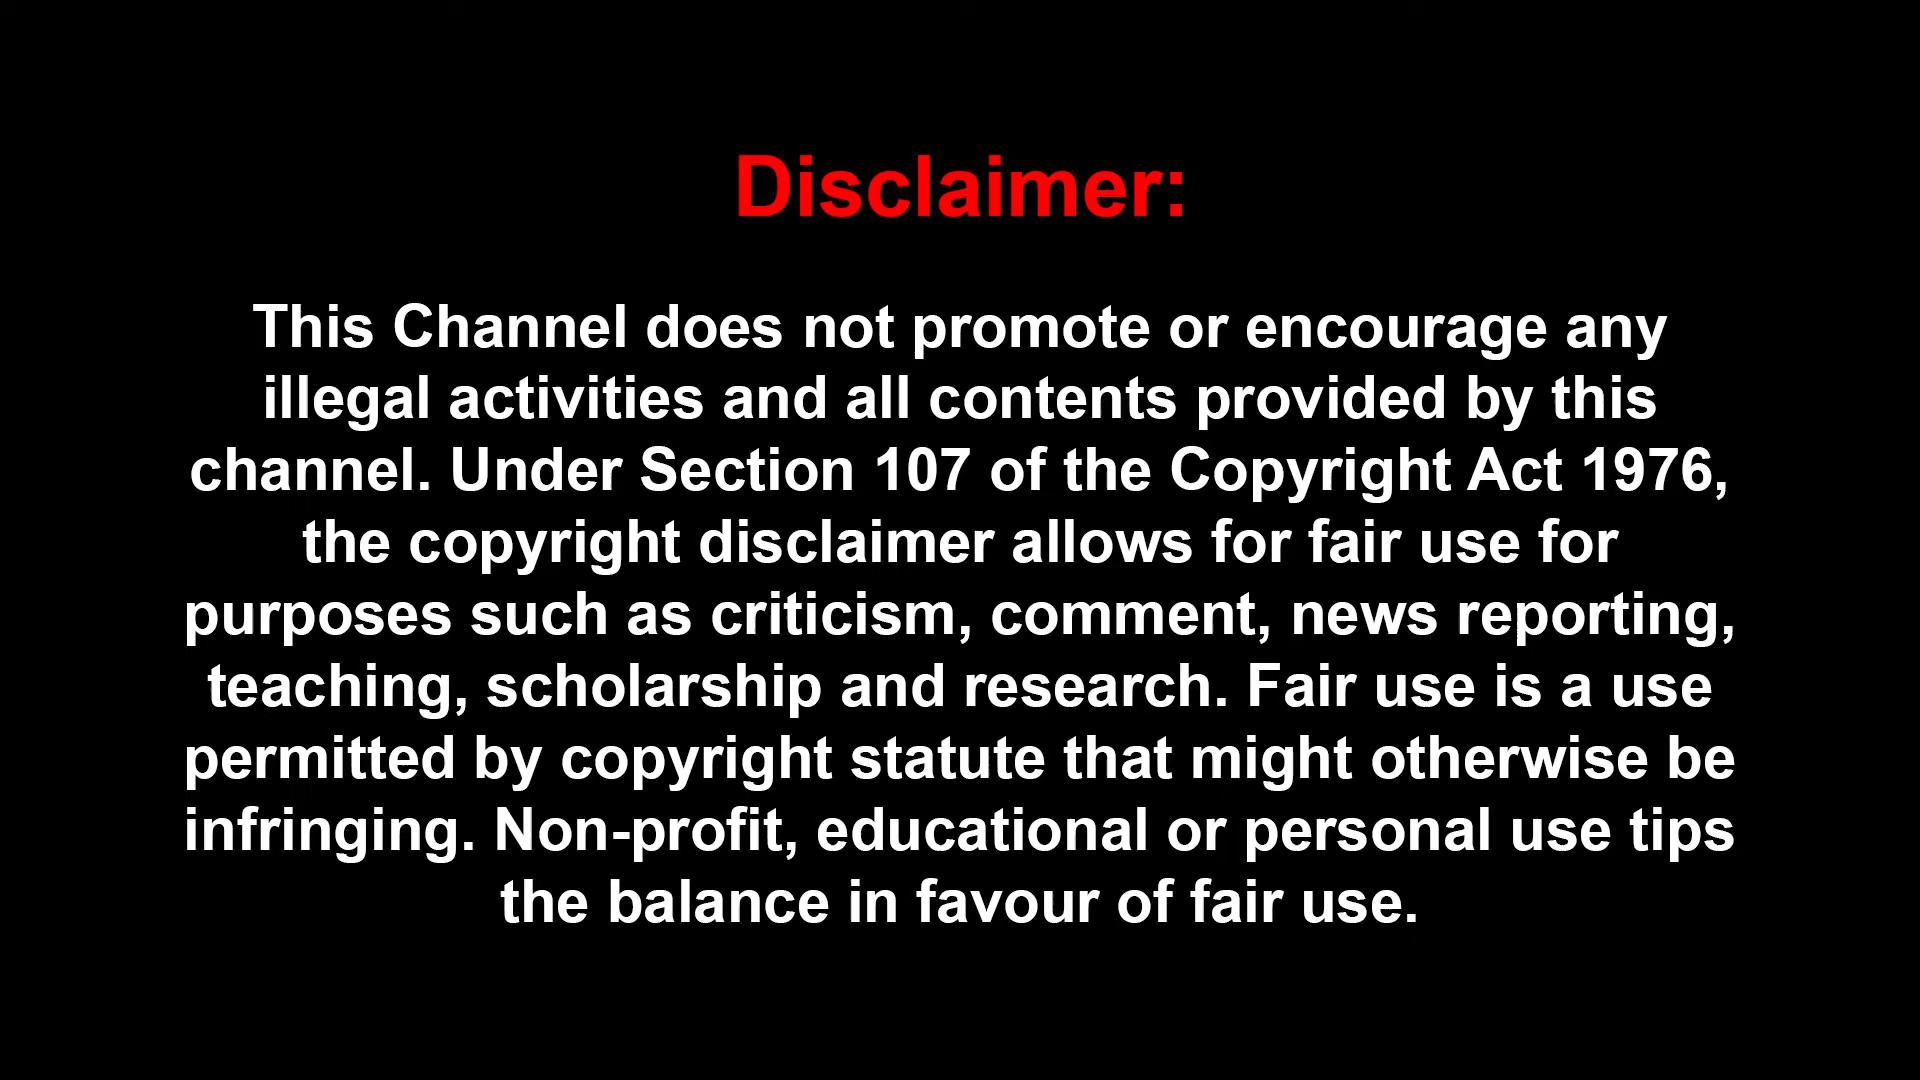 Disclaimer:
This Channel does not promote or encourage any
illegal activities and all contents provided by this
channel. Under Section 107 of the Copyright Act 1976,
the copyright disclaimer allows for fair use for
purposes such as criticism, comment, news reporting,
teaching, scholarship and research. Fair use is a use
permitted by copyright statute that might otherwise be
infringing. Non-profit, educational or personal use tips
the balance in favour of fair use.